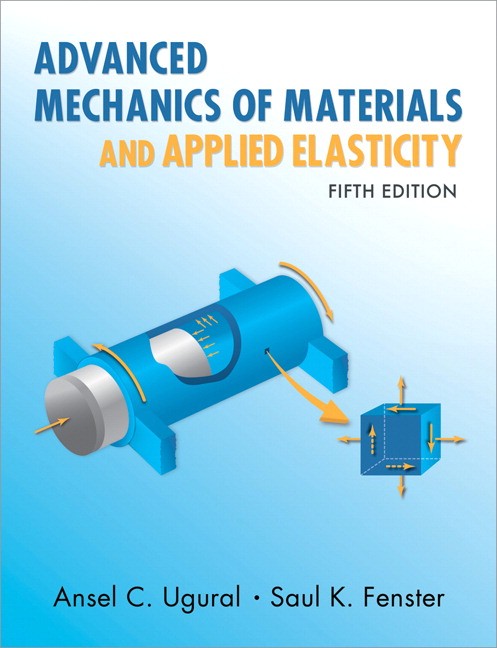 ADVANCED
MECHANICS OF MATERIALS
AND APPLIED ELASTICITY
FIFTH EDITION
Ansel C. Ugural • Saul K. Fenster